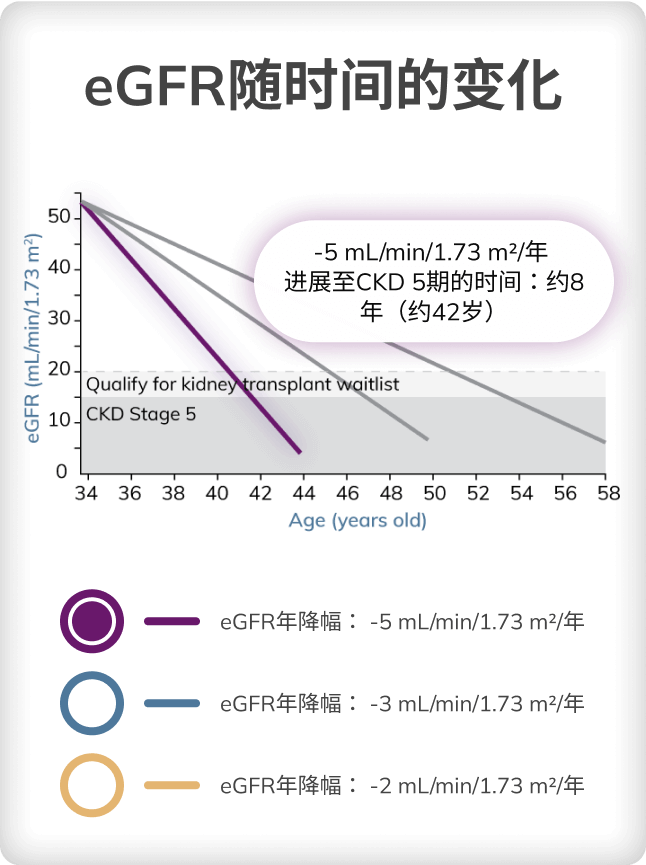 eGFR随时间的变化
eGFR (mL/min/1.73 m²)
50
40
30
20
10
0
-5 mL/min/1.73 m²/年
进展至CKD 5期的时间：约8
年（约42岁）
Qualify for kidney transplant waitlist
CKD Stage 5
34 36 38 40 42 44 46 48 50 52 54 56 58
Age (years old)
eGFR年降幅： -5 mL/min/1.73 m²/年
eGFR年降幅： -3 mL/min/1.73 m²/年
eGFR年降幅： -2 mL/min/1.73 m²/年